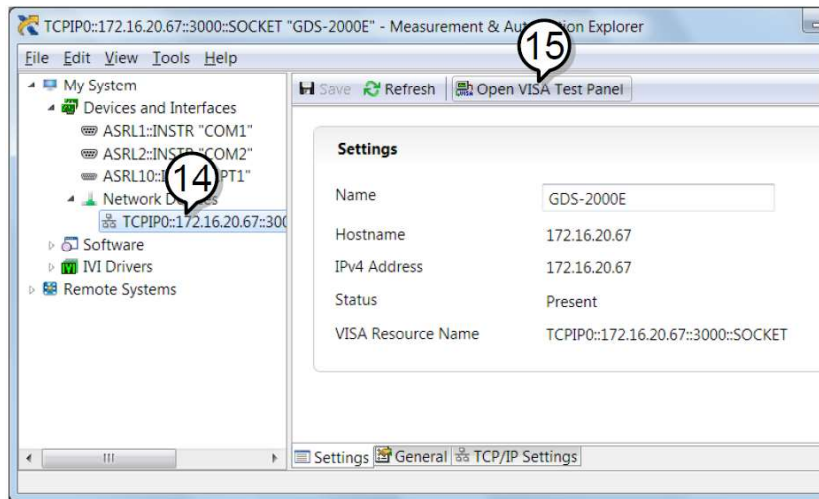 TCPIP0::172.16.20.67::3000::SOCKET "GDS-2000E" - Measurement & Au on Explorer
15
File Edit View Tools Help
My System
Save Refresh Open VISA Test Panel
Devices and Interfaces
ASRL1::INSTR "COM1"
ASRL2::INSTR "COM2"
ASRL10::I PT1"
14
Network D s
TCPIP0::172.16.20.67::300
Software
IVI Drivers
Remote Systems
Settings
Name GDS-2000E
Hostname 172.16.20.67
IPv4 Address 172.16.20.67
Status Present
VISA Resource Name TCPIP0::172.16.20.67::3000::SOCKET
Settings General TCP/IP Settings